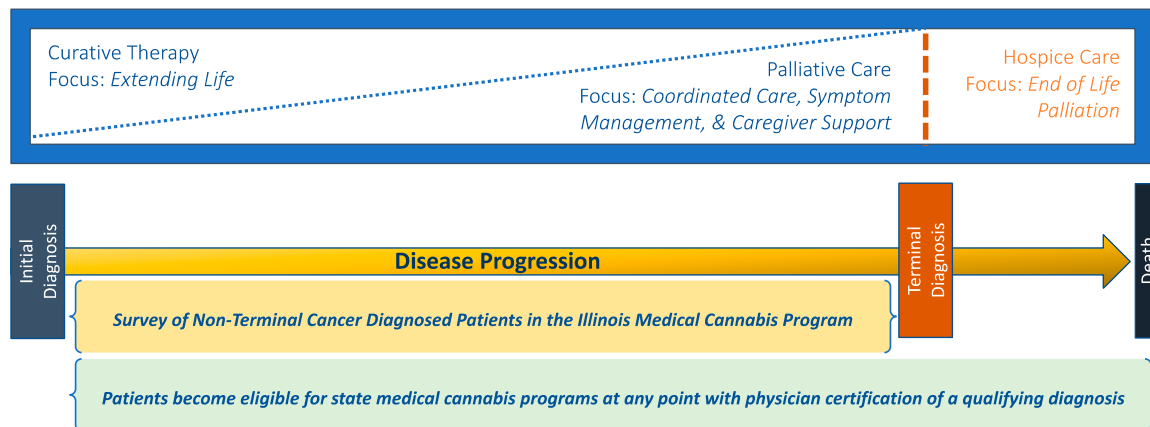 Curative Therapy
Focus: Extending Life
Palliative Care
Focus: Coordinated Care, Symptom
Management, & Caregiver Support
Hospice Care
Focus: End of Life
Palliation
Initial
Diagnosis
Disease Progression
Terminal
Diagnosis
Death
Survey of Non-Terminal Cancer Diagnosed Patients in the Illinois Medical Cannabis Program
Patients become eligible for state medical cannabis programs at any point with physician certification of a qualifying diagnosis